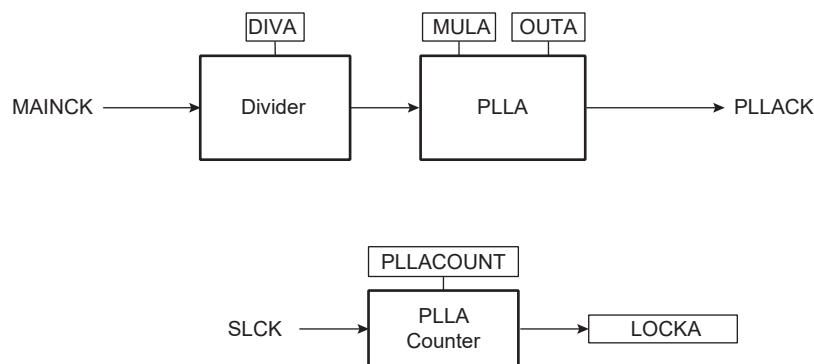 DIVA
MULA
OUTA
MAINCK
Divider
PLLA
PLLACK
PLLACOUNT
SLCK
PLLA
Counter
LOCKA